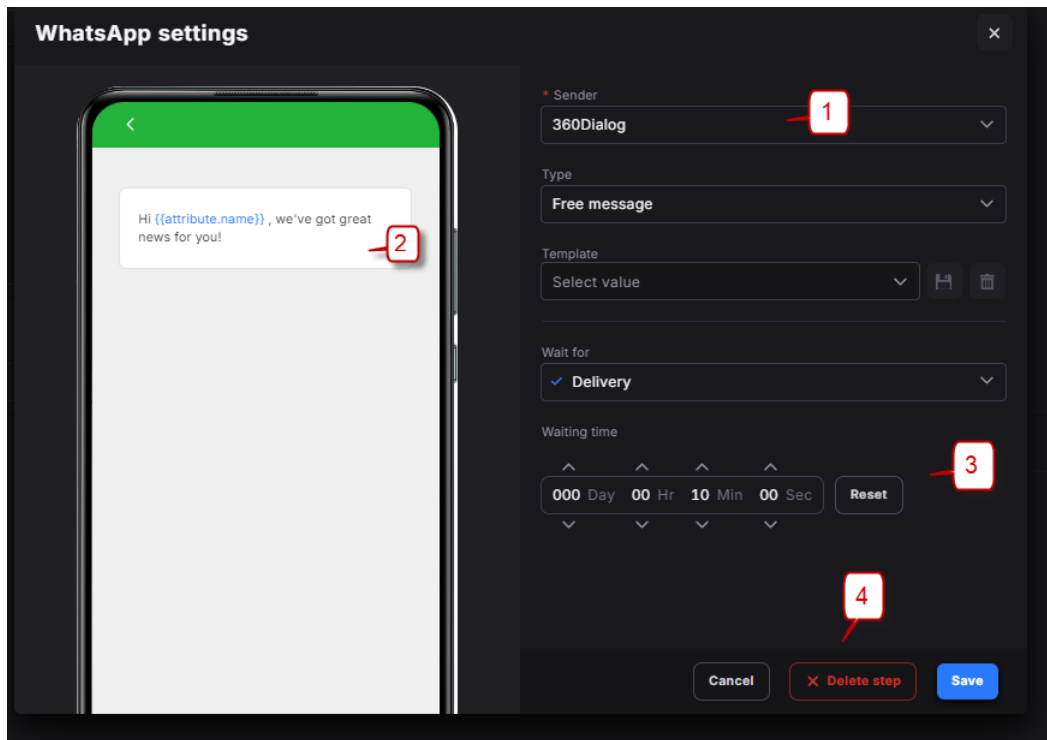 WhatsApp settings
* Sender
360Dialog
1
Type
Free message
Hi {{attribute.name}} , we've got great
news for you!
2
Template
Select value
Wait for
Delivery
Waiting time
3
000 Day 00 Hr 10 Min 00 Sec
Reset
4
Cancel
Delete step
Save